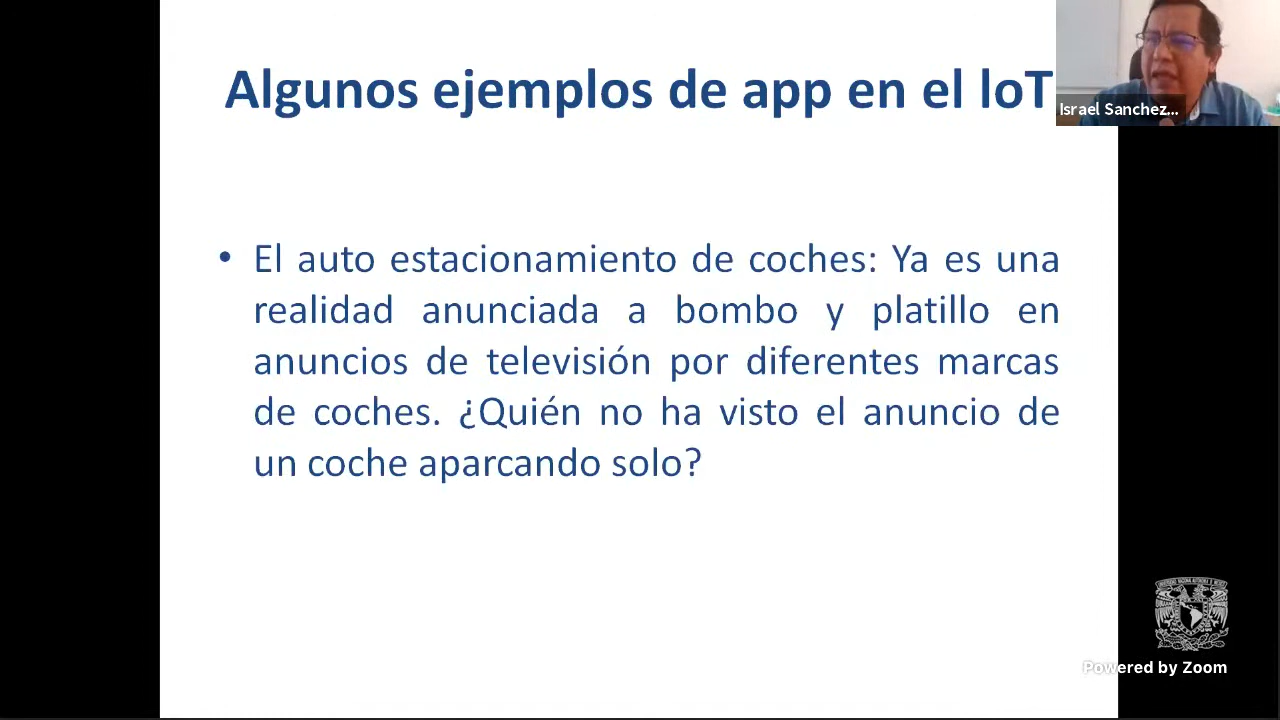 Algunos ejemplos de app en el IoT
Israel Sanchez...
• El auto estacionamiento de coches: Ya es una
realidad anunciada a bombo y platillo en
anuncios de televisión por diferentes marcas
de coches. ¿Quién no ha visto el anuncio de
un coche aparcando solo?
Powered by Zoom